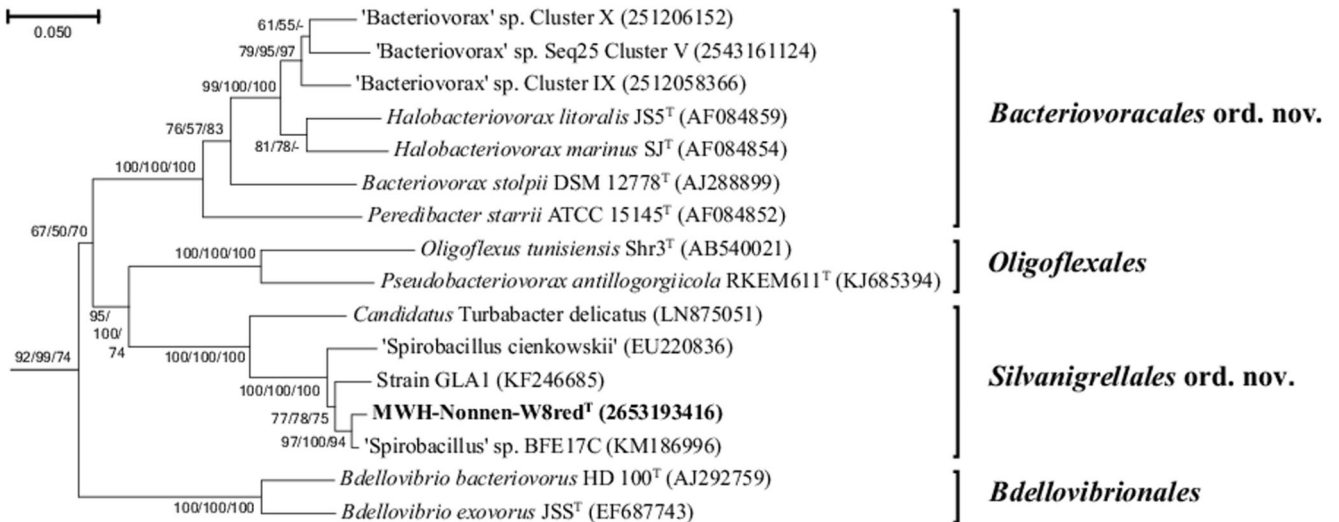 0.050
61/55/-
'Bacteriovorax' sp. Cluster X (251206152)
79/95/97
'Bacteriovorax' sp. Seq25 Cluster V (2543161124)
99/100/100
'Bacteriovorax' sp. Cluster IX (2512058366)
Halobacteriovorax litoralis JS5ᵀ (AF084859)
Bacteriovoracales ord. nov.
76/57/83
81/78/-
Halobacteriovorax marinus SJᵀ (AF084854)
100/100/100
Bacteriovorax stolpii DSM 12778ᵀ (AJ288899)
Peredibacter starrii ATCC 15145ᵀ (AF084852)
67/50/70
100/100/100
Oligoflexus tunisiensis Shr3ᵀ (AB540021)
Oligoflexales
Pseudobacteriovorax antillogorgiicola RKEM611ᵀ (KJ685394)
95/
100/
74
Candidatus Turbabacter delicatus (LN875051)
92/99/74
100/100/100
'Spirobacillus cienkowskii' (EU220836)
Silvanigrellales ord. nov.
100/100/100
Strain GLA1 (KF246685)
77/78/75
MWH-Nonnen-W8redᵀ (2653193416)
97/100/94
'Spirobacillus' sp. BFE17C (KM186996)
Bdellovibrio bacteriovorus HD 100ᵀ (AJ292759)
Bdellovibrionales
100/100/100
Bdellovibrio exovorus JSSᵀ (EF687743)